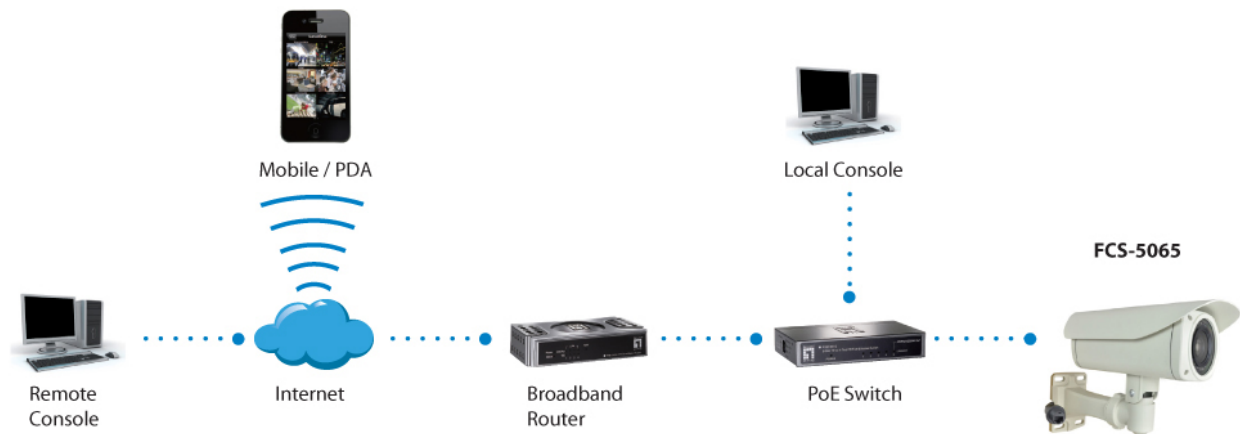 Mobile / PDA
Local Console
FCS-5065
Remote
Console
Internet
Broadband
Router
PoE Switch